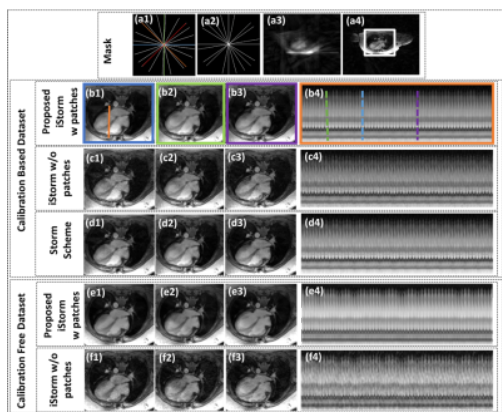 (a1) (a2) (a3) (a4)
Mask
Calibration Based Dataset
Proposed
iStorm
w patches
(b1) (b2) (b3) (b4)
iStorm w/o
patches
(c1) (c2) (c3) (c4)
Storm
Scheme
(d1) (d2) (d3) (d4)
Calibration Free Dataset
Proposed
iStorm
w patches
(e1) (e2) (e3) (e4)
iStorm w/o
patches
(f1) (f2) (f3) (f4)